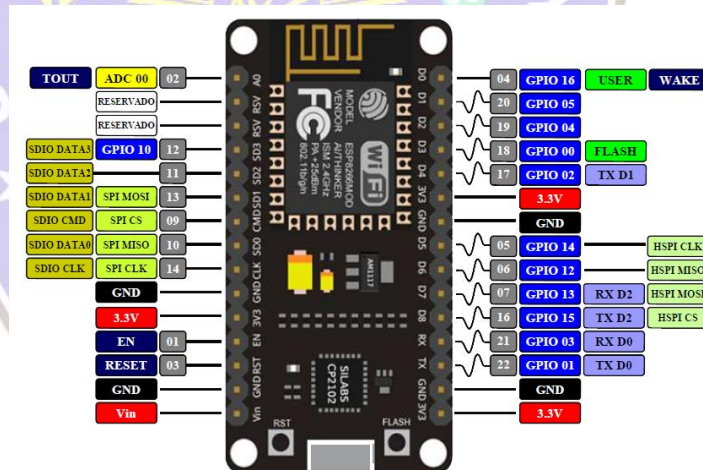 TOUT ADC 00 02
RESERVADO
RESERVADO
SDIO DATA3 GPIO 10 12
SDIO DATA2 11
SDIO DATA1 SPI MOSI 13
SDIO CMD SPI CS 09
SDIO DATA0 SPI MISO 10
SDIO CLK SPI CLK 14
GND
3.3V
EN 01
RESET 03
GND
Vin
A0
RSV
RSV
SD3
SD2
SD1
CMD
SD0
CLK
GND
3V3
EN
RST
GND
Vin
MODEL ESP8266MOD
VENDOR AI/THINKER
ISM 2.4GHz
PA +25dBm
802.11b/g/n
FC
Wi Fi
AM1117
SILABS
CP2102
RST
FLASH
D0
D1
D2
D3
D4
3V3
GND
D5
D6
D7
D8
RX
TX
GND
3V3
04 GPIO 16 USER WAKE
20 GPIO 05
19 GPIO 04
18 GPIO 00 FLASH
17 GPIO 02 TX D1
3.3V
GND
05 GPIO 14 HSPI CLK
06 GPIO 12 HSPI MISO
07 GPIO 13 RX D2 HSPI MOSI
16 GPIO 15 TX D2 HSPI CS
21 GPIO 03 RX D0
22 GPIO 01 TX D0
GND
3.3V